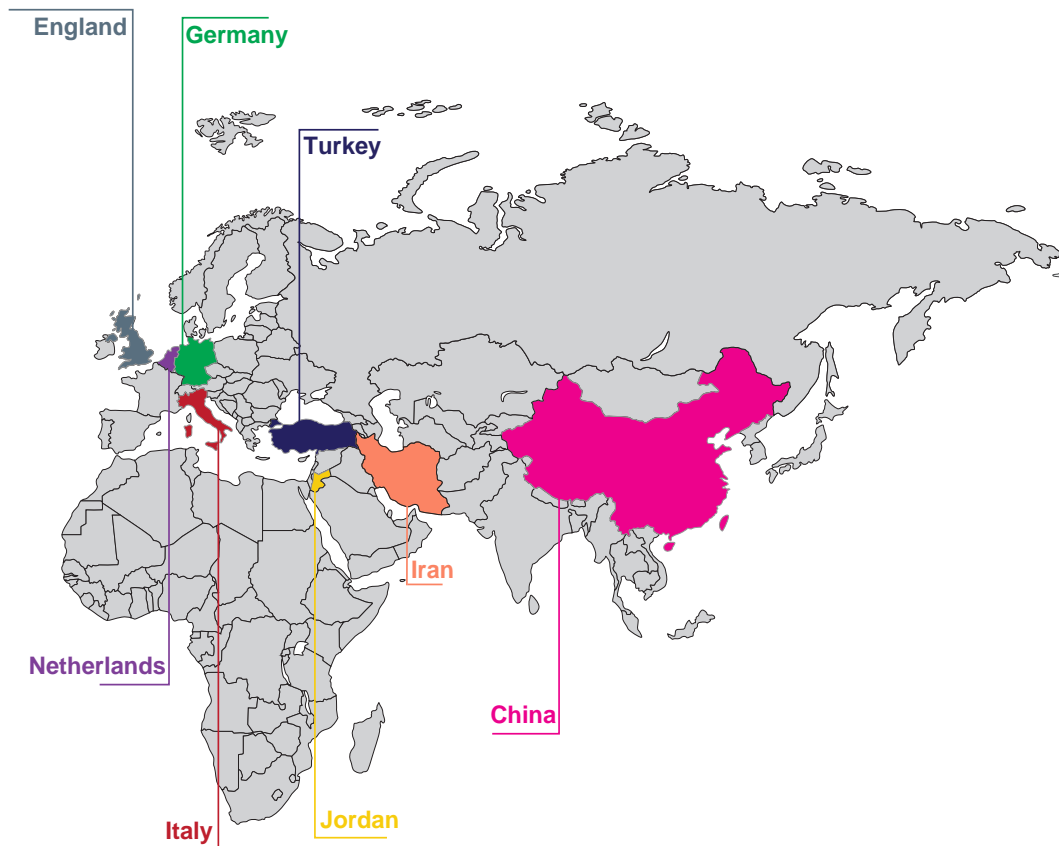 England
Germany
Turkey
Iran
Netherlands
China
Jordan
Italy